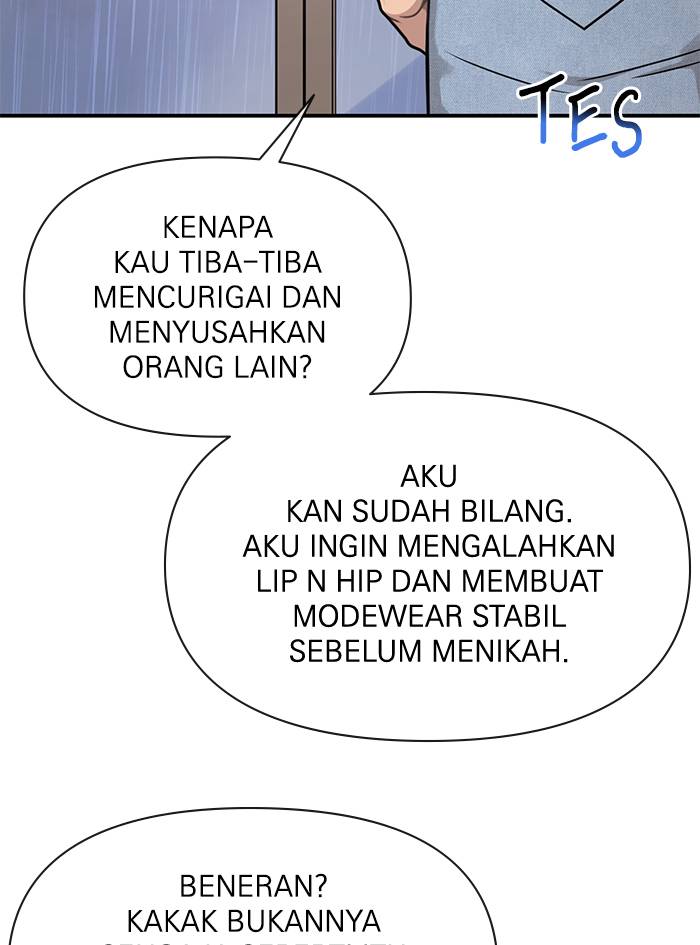 TES
KENAPA
KAU TIBA-TIBA
MENCURIGAI DAN
MENYUSAHKAN
ORANG LAIN?
AKU
KAN SUDAH BILANG.
AKU INGIN MENGALAHKAN
LIP N HIP DAN MEMBUAT
MODEWEAR STABIL
SEBELUM MENIKAH.
BENERAN?
KAKAK BUKANNYA